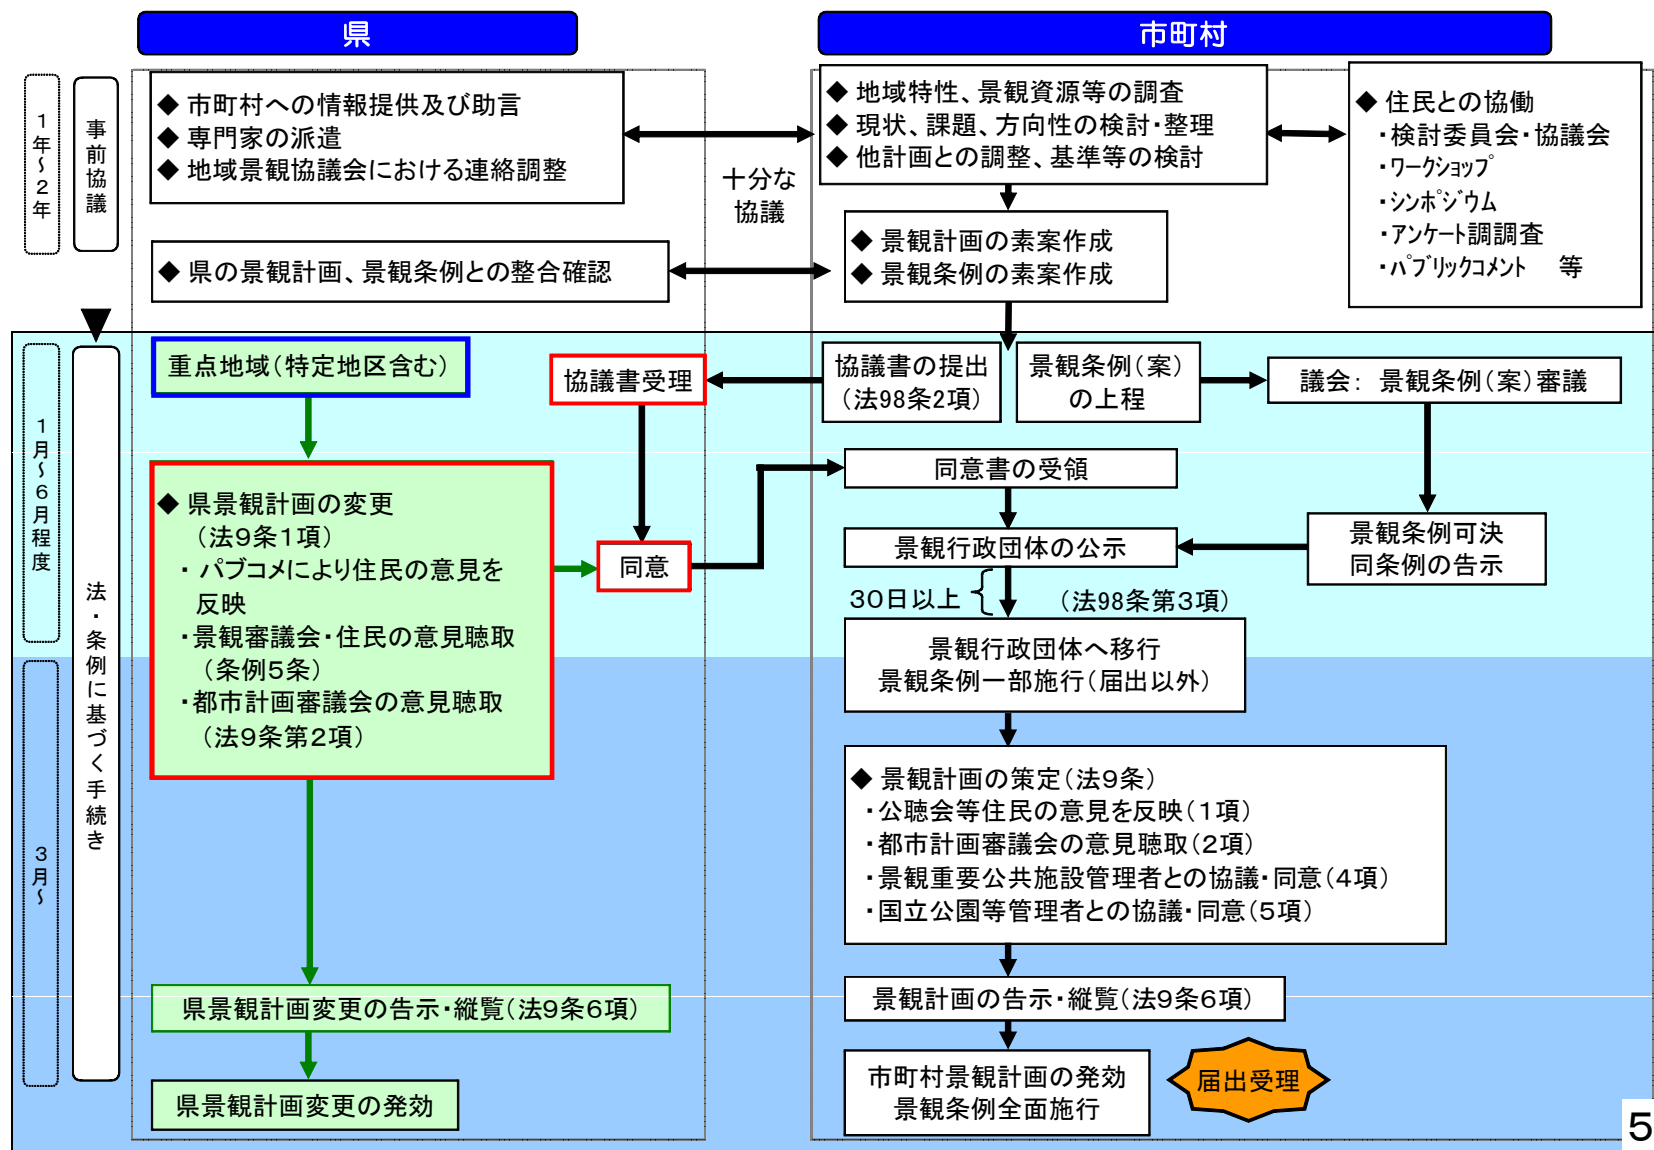 県
市町村
1年~2年
事前協議
◆ 市町村への情報提供及び助言
◆ 専門家の派遣
◆ 地域景観協議会における連絡調整
十分な
協議
◆ 地域特性、景観資源等の調査
◆ 現状、課題、方向性の検討・整理
◆ 他計画との調整、基準等の検討
◆ 住民との協働
・検討委員会・協議会
・ワークショップ
・シンポジウム
・アンケート調調査
・パブリックコメント 等
◆ 県の景観計画、景観条例との整合確認
◆ 景観計画の素案作成
◆ 景観条例の素案作成
1月~6月程度
法・条例に基づく手続き
重点地域(特定地区含む)
協議書受理
協議書の提出
(法98条2項)
景観条例(案)
の上程
議会: 景観条例(案)審議
◆ 県景観計画の変更
(法9条1項)
・ パブコメにより住民の意見を
反映
・景観審議会・住民の意見聴取
(条例5条)
・都市計画審議会の意見聴取
(法9条第2項)
同意
同意書の受領
景観行政団体の公示
景観条例可決
同条例の告示
30日以上
(法98条第3項)
景観行政団体へ移行
景観条例一部施行(届出以外)
3月~
◆ 景観計画の策定(法9条)
・公聴会等住民の意見を反映(1項)
・都市計画審議会の意見聴取(2項)
・景観重要公共施設管理者との協議・同意(4項)
・国立公園等管理者との協議・同意(5項)
県景観計画変更の告示・縦覧(法9条6項)
景観計画の告示・縦覧(法9条6項)
県景観計画変更の発効
市町村景観計画の発効
景観条例全面施行
届出受理
5